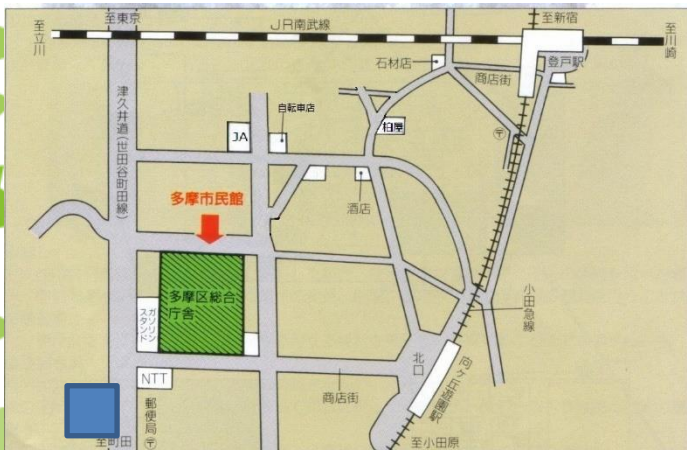 至東京
至新宿
至立川
JR南武線
至川崎
石材店
商店街
登戸駅
津久井道(世田谷町田線)
JA
自転車店
柏屋
〒
多摩市民館
酒店
多摩区総合
庁舎
ガソリン
スタンド
小田急線
北口
向ヶ丘遊園駅
NTT
商店街
郵便局
〒
至町田
至小田原